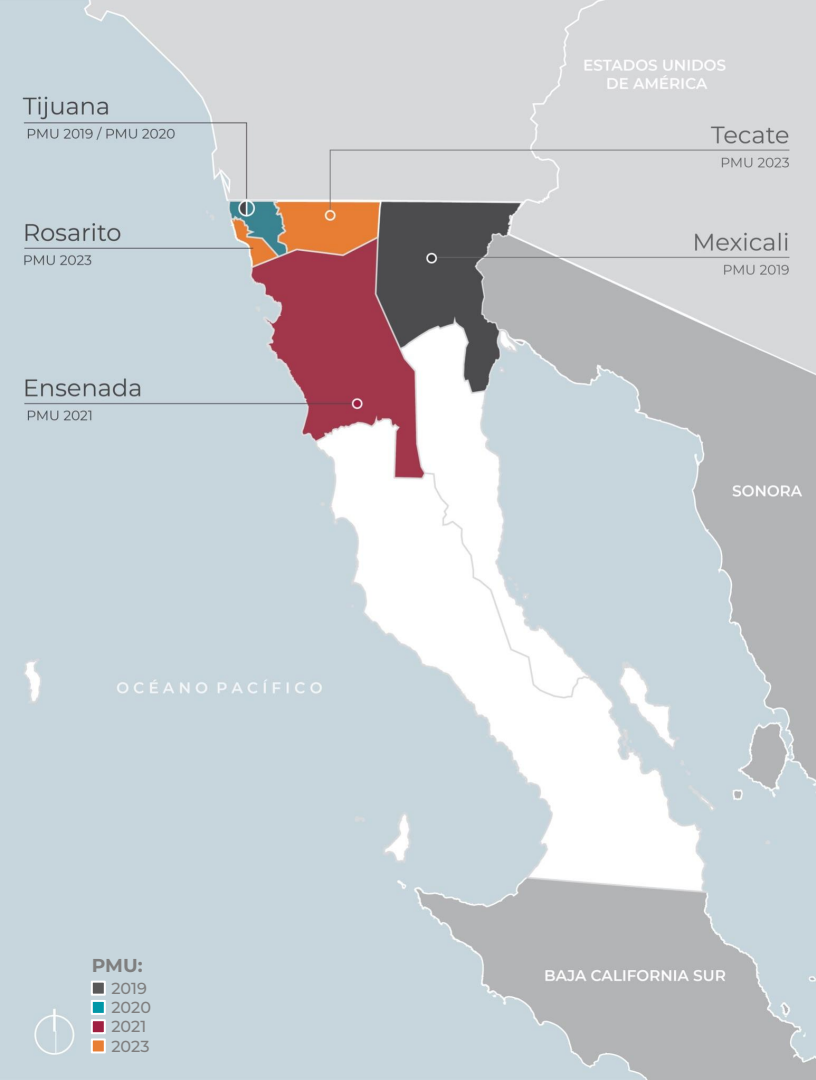 ESTADOS UNIDOS
DE AMÉRICA
Tijuana
PMU 2019 / PMU 2020
Tecate
PMU 2023
Rosarito
PMU 2023
Mexicali
PMU 2019
Ensenada
PMU 2021
SONORA
OCÉANO PACÍFICO
BAJA CALIFORNIA SUR
PMU:
2019
2020
2021
2023